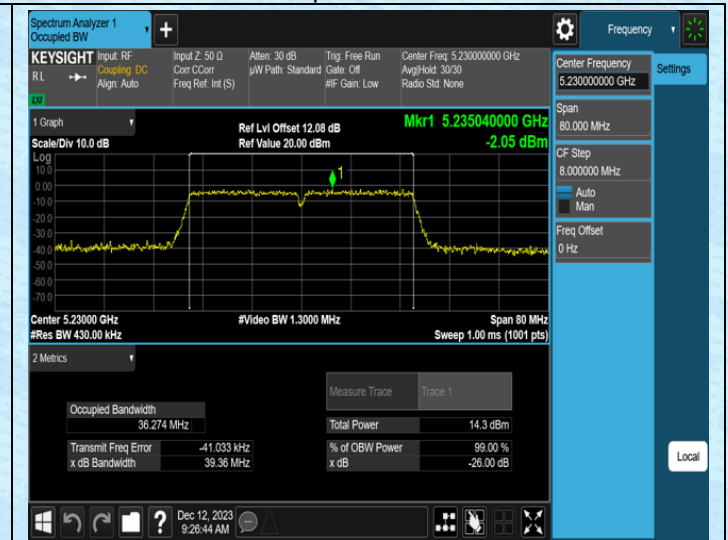 Spectrum Analyzer 1
Occupied BW
Frequency
KEYSIGHT
RL
LXI
Input: RF
Coupling: DC
Align: Auto
Input Z: 50 Ω
Corr CCorr
Freq Ref: Int (S)
Atten: 30 dB
µW Path: Standard
Trig: Free Run
Gate: Off
#IF Gain: Low
Center Freq: 5.230000000 GHz
Avg|Hold: 30/30
Radio Std: None
Center Frequency
5.230000000 GHz
Span
80.000 MHz
CF Step
8.000000 MHz
Auto
Man
Freq Offset
0 Hz
Settings
Local
1 Graph
Scale/Div 10.0 dB
Ref Lvl Offset 12.08 dB
Ref Value 20.00 dBm
Mkr1 5.235040000 GHz
-2.05 dBm
Log
10.0
0.00
-10.0
-20.0
-30.0
-40.0
-50.0
-60.0
-70.0
1
Center 5.23000 GHz
#Res BW 430.00 kHz
#Video BW 1.3000 MHz
Span 80 MHz
Sweep 1.00 ms (1001 pts)
2 Metrics
Measure Trace
Trace 1
Occupied Bandwidth
36.274 MHz
Total Power
14.3 dBm
Transmit Freq Error
-41.033 kHz
% of OBW Power
99.00 %
x dB Bandwidth
39.36 MHz
x dB
-26.00 dB
?
Dec 12, 2023
9:26:44 AM